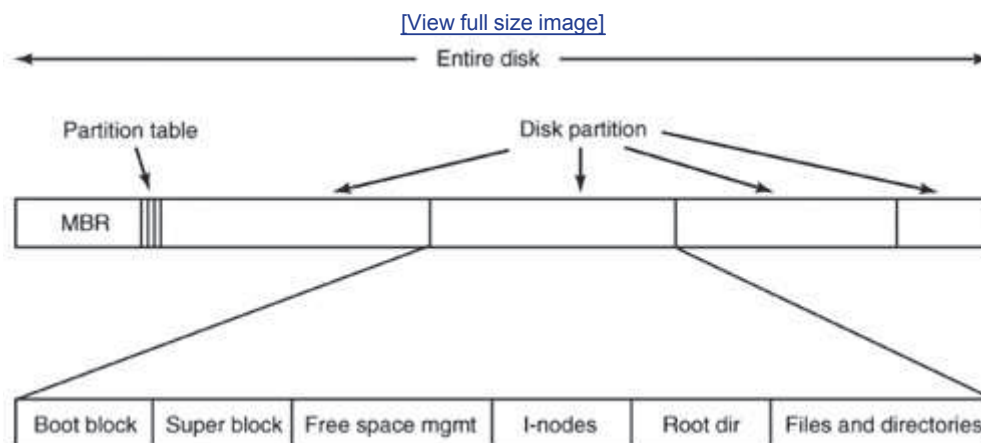 [View full size image]
Entire disk
Partition table
Disk partition
MBR
Boot block
Super block
Free space mgmt
I-nodes
Root dir
Files and directories